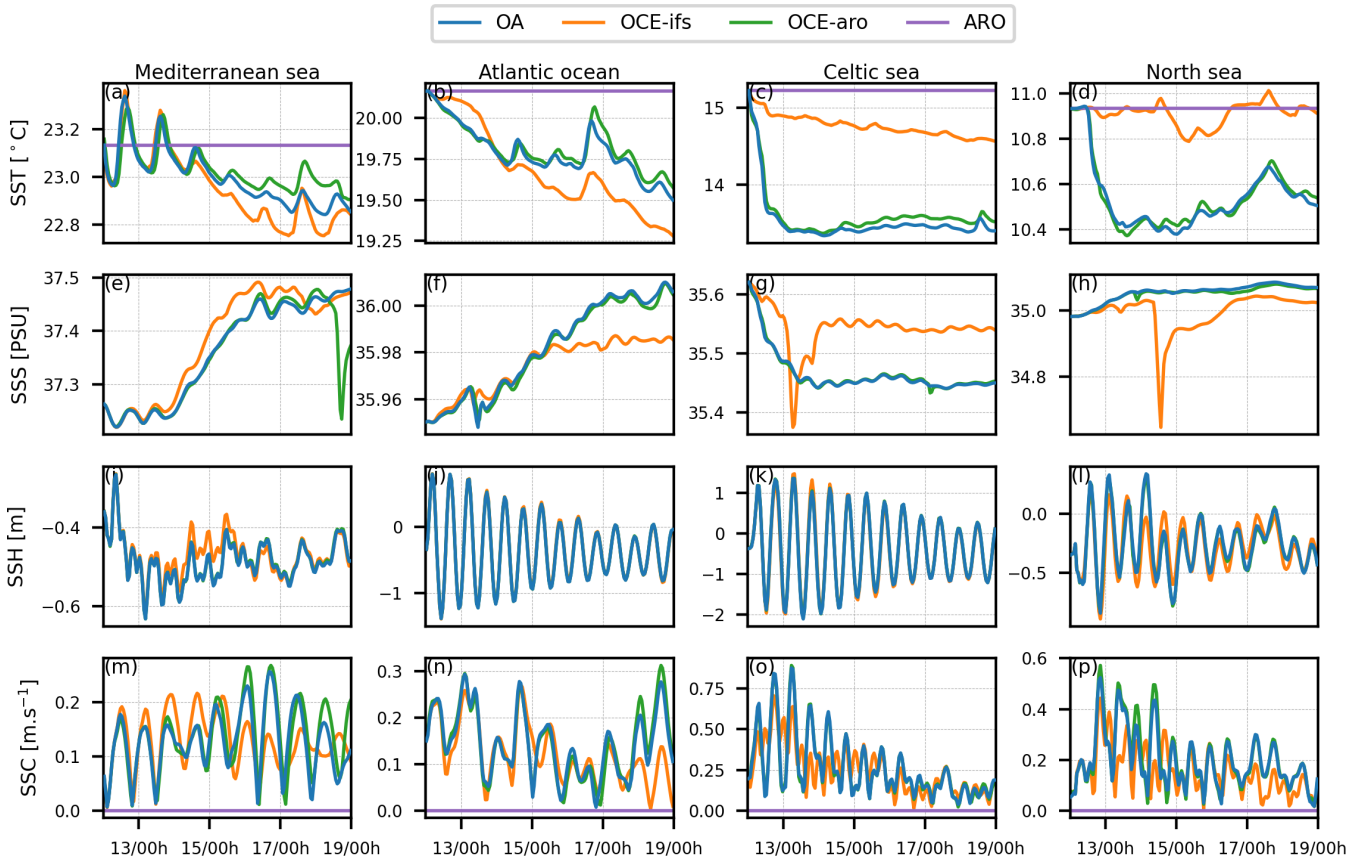 OA OCE-ifs OCE-aro ARO
Mediterranean sea Atlantic ocean Celtic sea North sea
(a) (b) (c) (d)
SST [°C]
23.2 23.0 22.8
20.00 19.75 19.50 19.25
15 14
11.0 10.8 10.6 10.4
(e) (f) (g) (h)
SSS [PSU]
37.5 37.4 37.3
36.00 35.98 35.96
35.6 35.5 35.4
35.0 34.8
(i) (j) (k) (l)
SSH [m]
−0.4 −0.6
0 −1
1 0 −1 −2
0.0 −0.5
(m) (n) (o) (p)
SSC [m.s⁻¹]
0.2 0.1 0.0
0.3 0.2 0.1 0.0
0.75 0.50 0.25 0.00
0.6 0.4 0.2 0.0
13/00h 15/00h 17/00h 19/00h 13/00h 15/00h 17/00h 19/00h 13/00h 15/00h 17/00h 19/00h 13/00h 15/00h 17/00h 19/00h